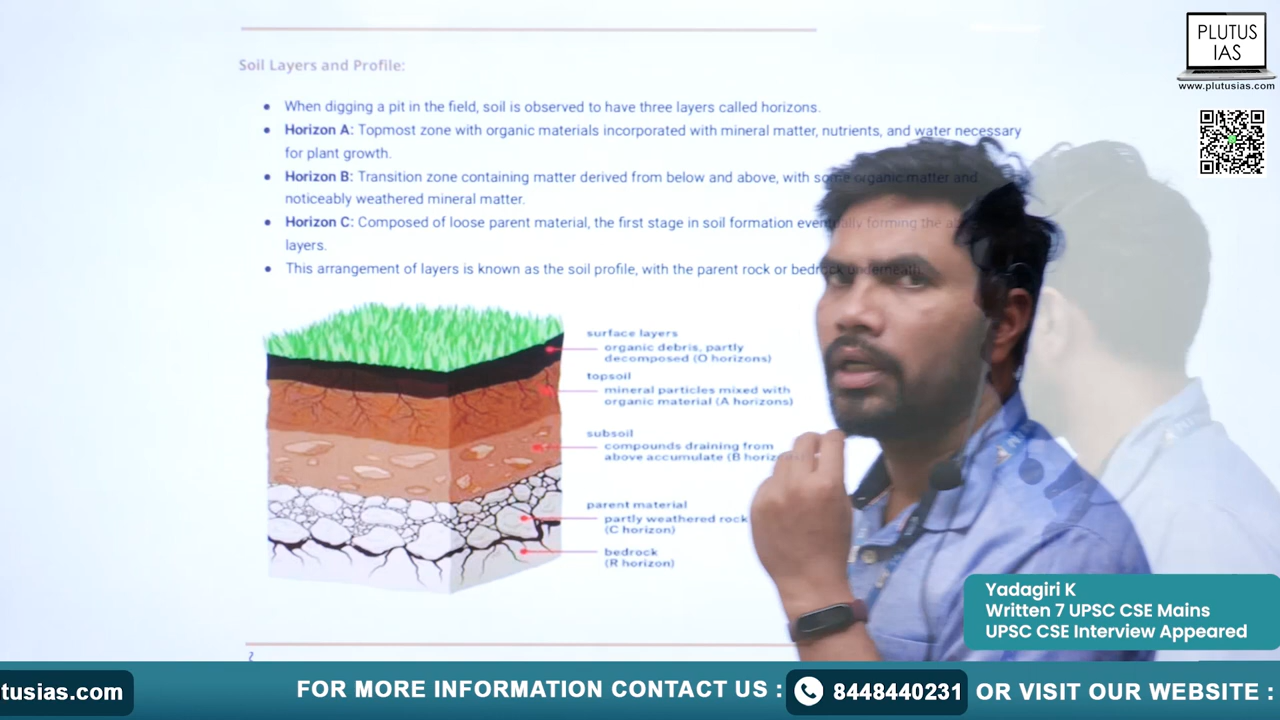 PLUTUS
IAS
www.plutusias.com
Soil Layers and Profile:
When digging a pit in the field, soil is observed to have three layers called horizons.
Horizon A: Topmost zone with organic materials incorporated with mineral matter, nutrients, and water necessary
for plant growth.
Horizon B: Transition zone containing matter derived from below and above, with some organic matter and
noticeably weathered mineral matter.
Horizon C: Composed of loose parent material, the first stage in soil formation eventually forming the
layers.
This arrangement of layers is known as the soil profile, with the parent rock or bedrock underneath.
surface layers
organic debris, partly
decomposed (O horizons)
topsoil
mineral particles mixed with
organic material (A horizons)
subsoil
compounds draining from
above accumulate (B horizons)
parent material
partly weathered rock
(C horizon)
bedrock
(R horizon)
2
Yadagiri K
Written 7 UPSC CSE Mains
UPSC CSE Interview Appeared
tusias.com
FOR MORE INFORMATION CONTACT US :
8448440231
OR VISIT OUR WEBSITE :